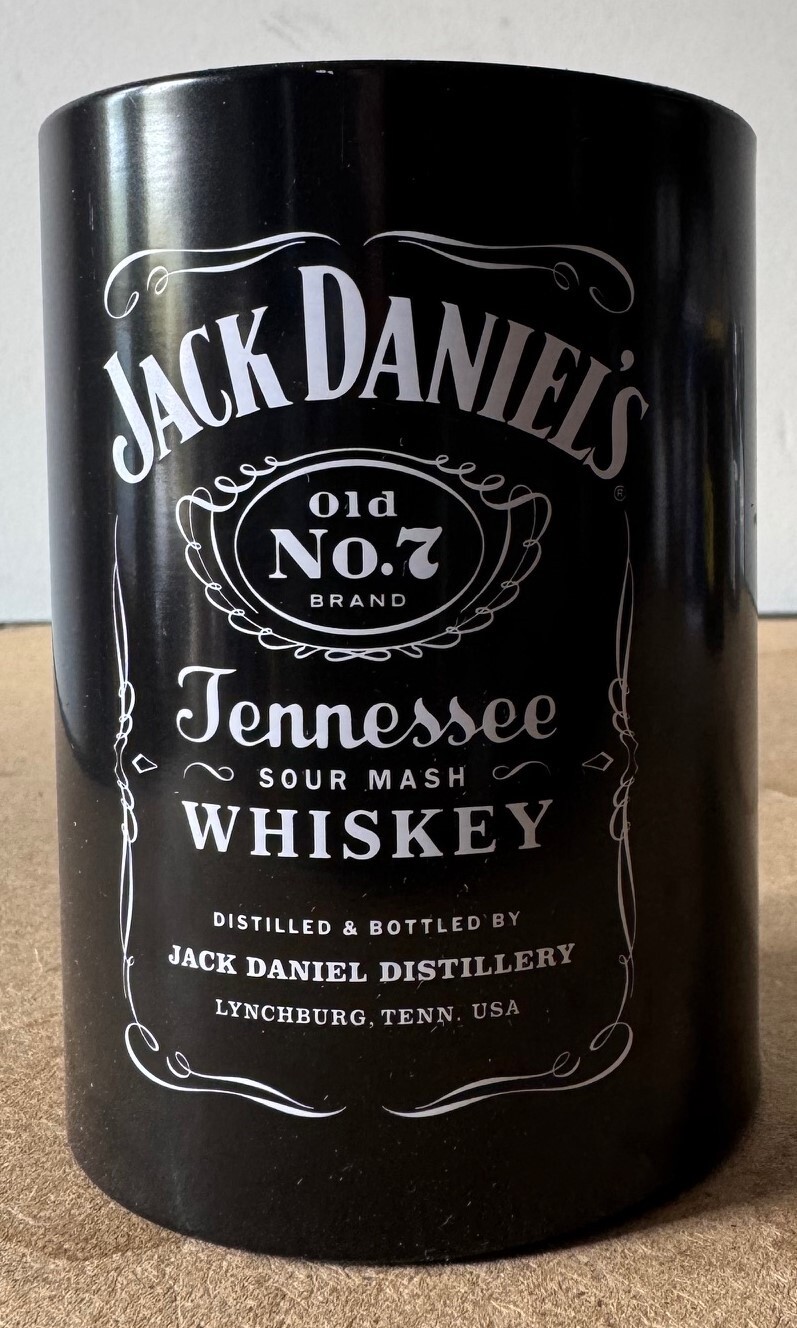 JACK DANIEL'S
®
Old
No.7
BRAND
Tennessee
SOUR MASH
WHISKEY
DISTILLED & BOTTLED BY
JACK DANIEL DISTILLERY
LYNCHBURG, TENN. USA